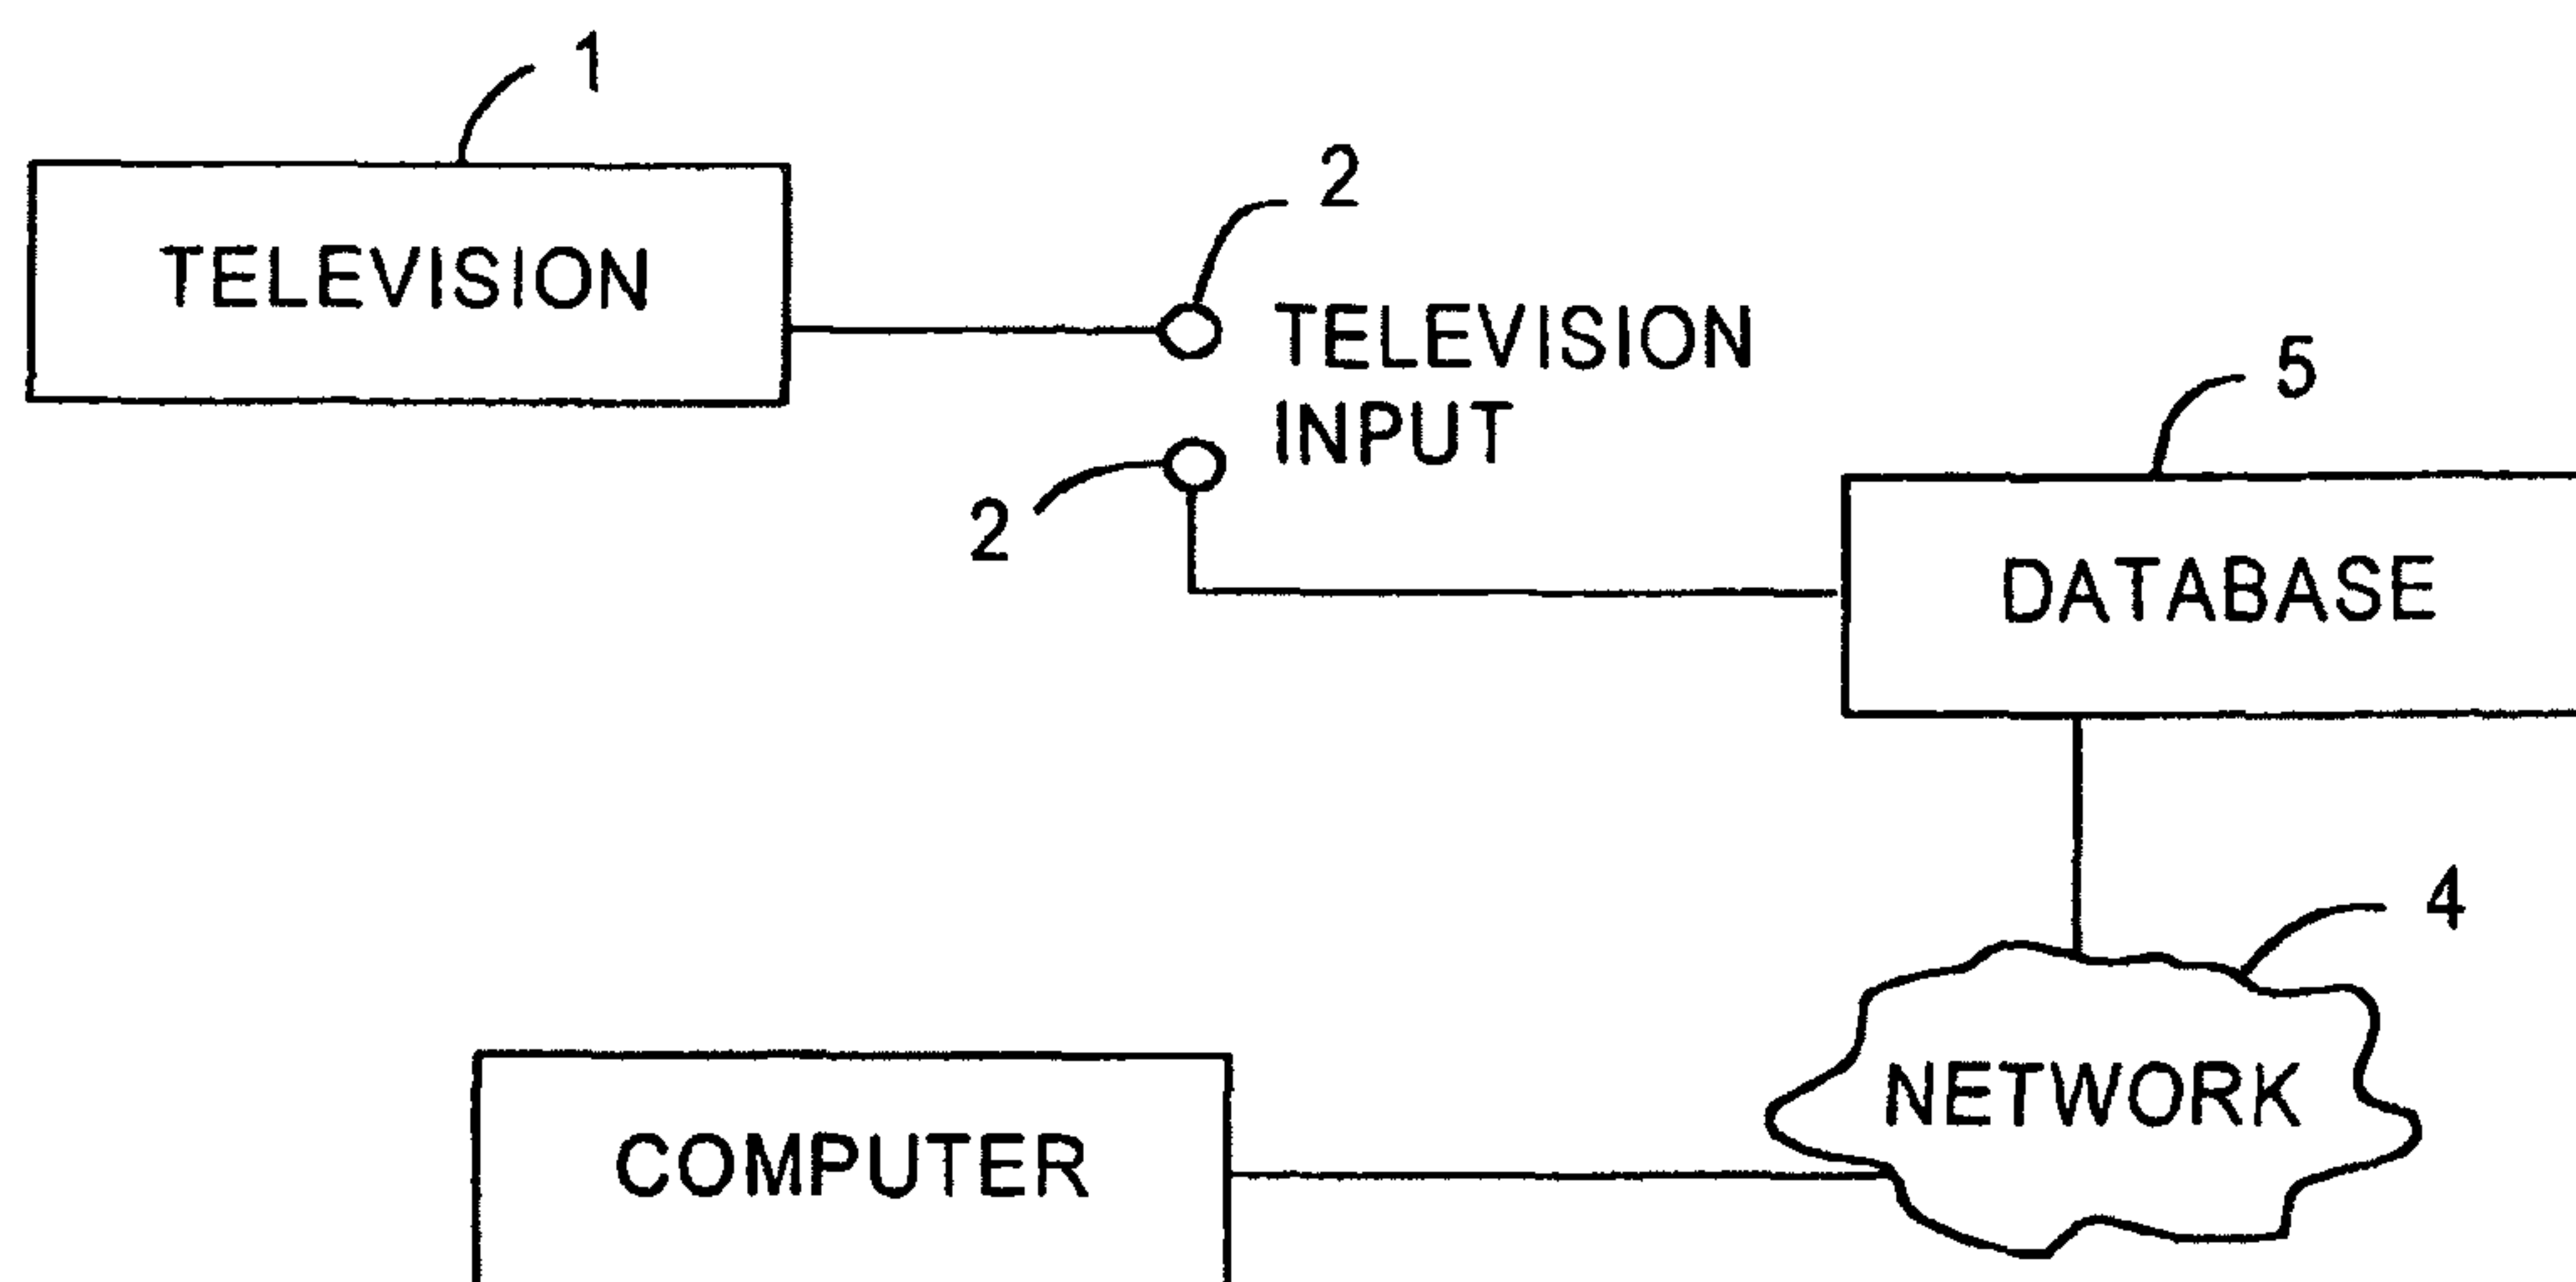 1
TELEVISION
2
TELEVISION
INPUT
2
5
DATABASE
4
NETWORK
COMPUTER